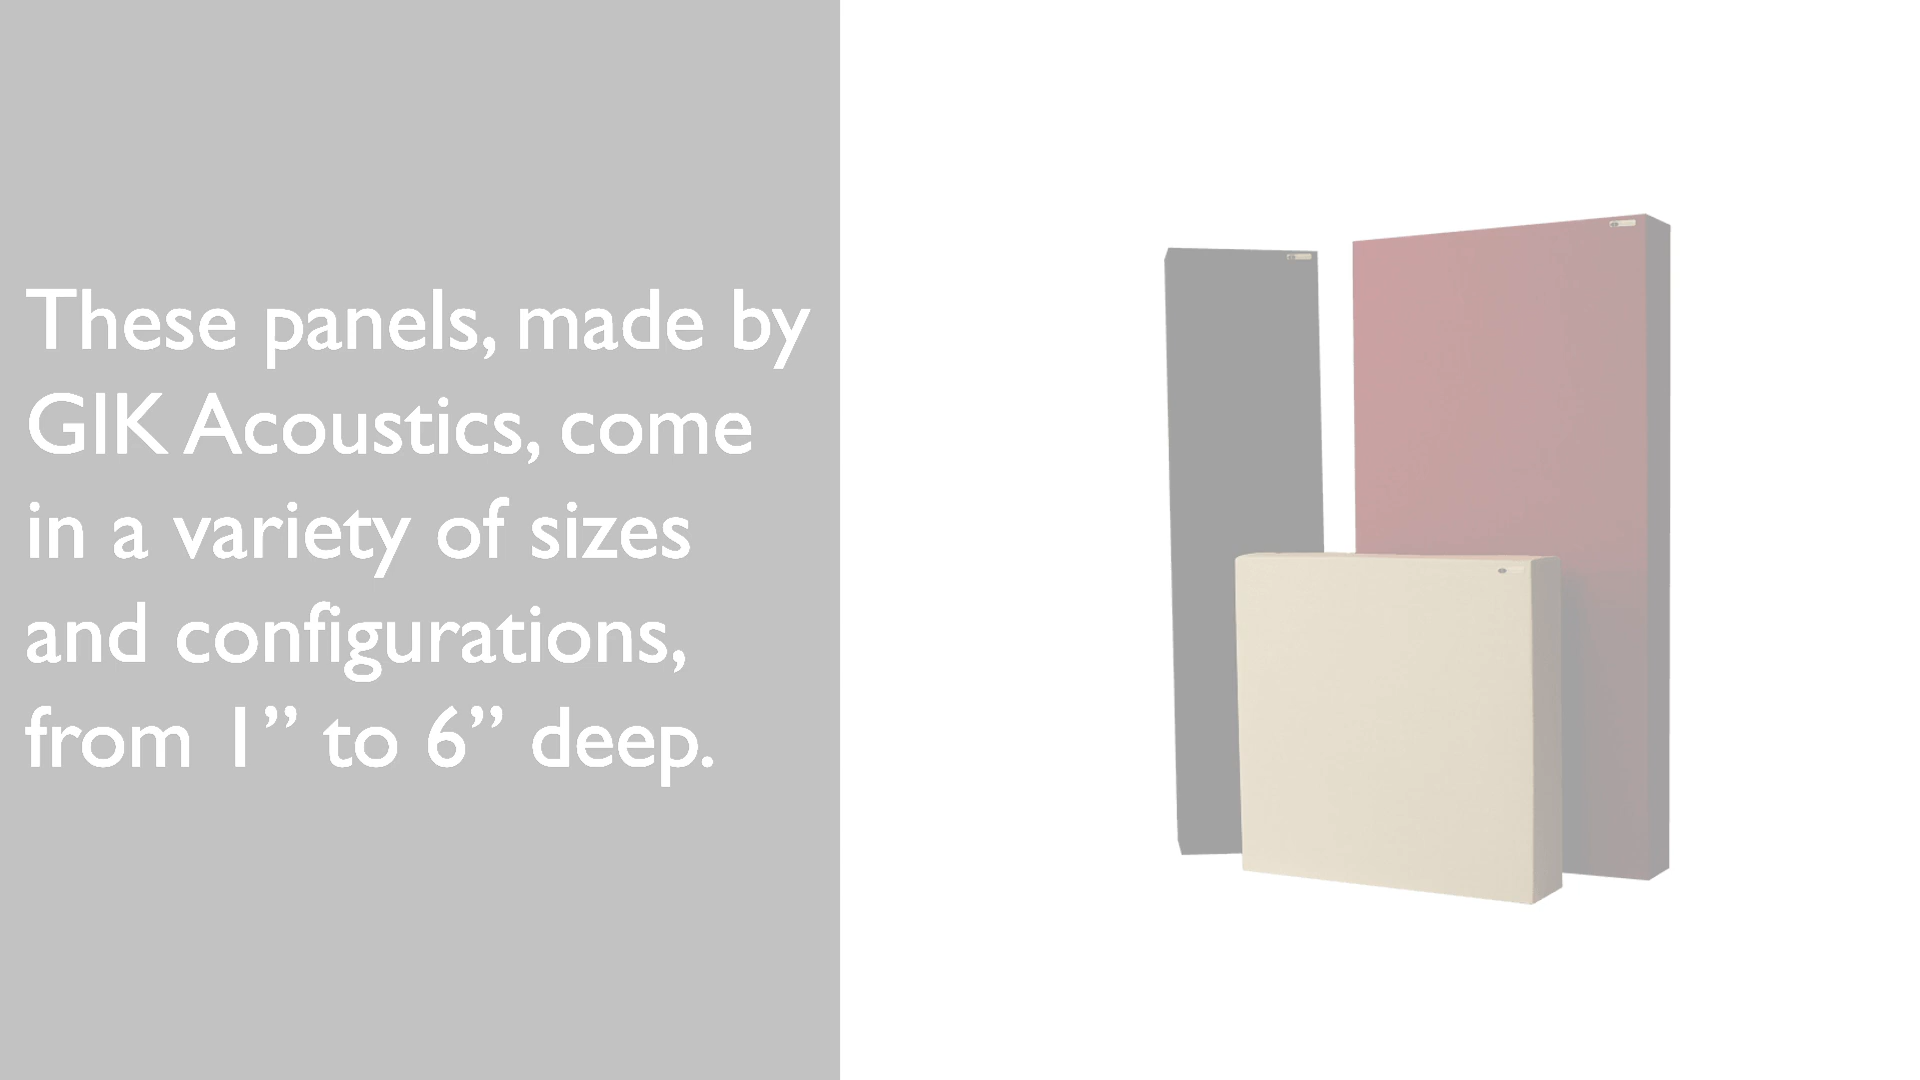 These panels, made by
GIK Acoustics, come
in a variety of sizes
and configurations,
from 1” to 6” deep.